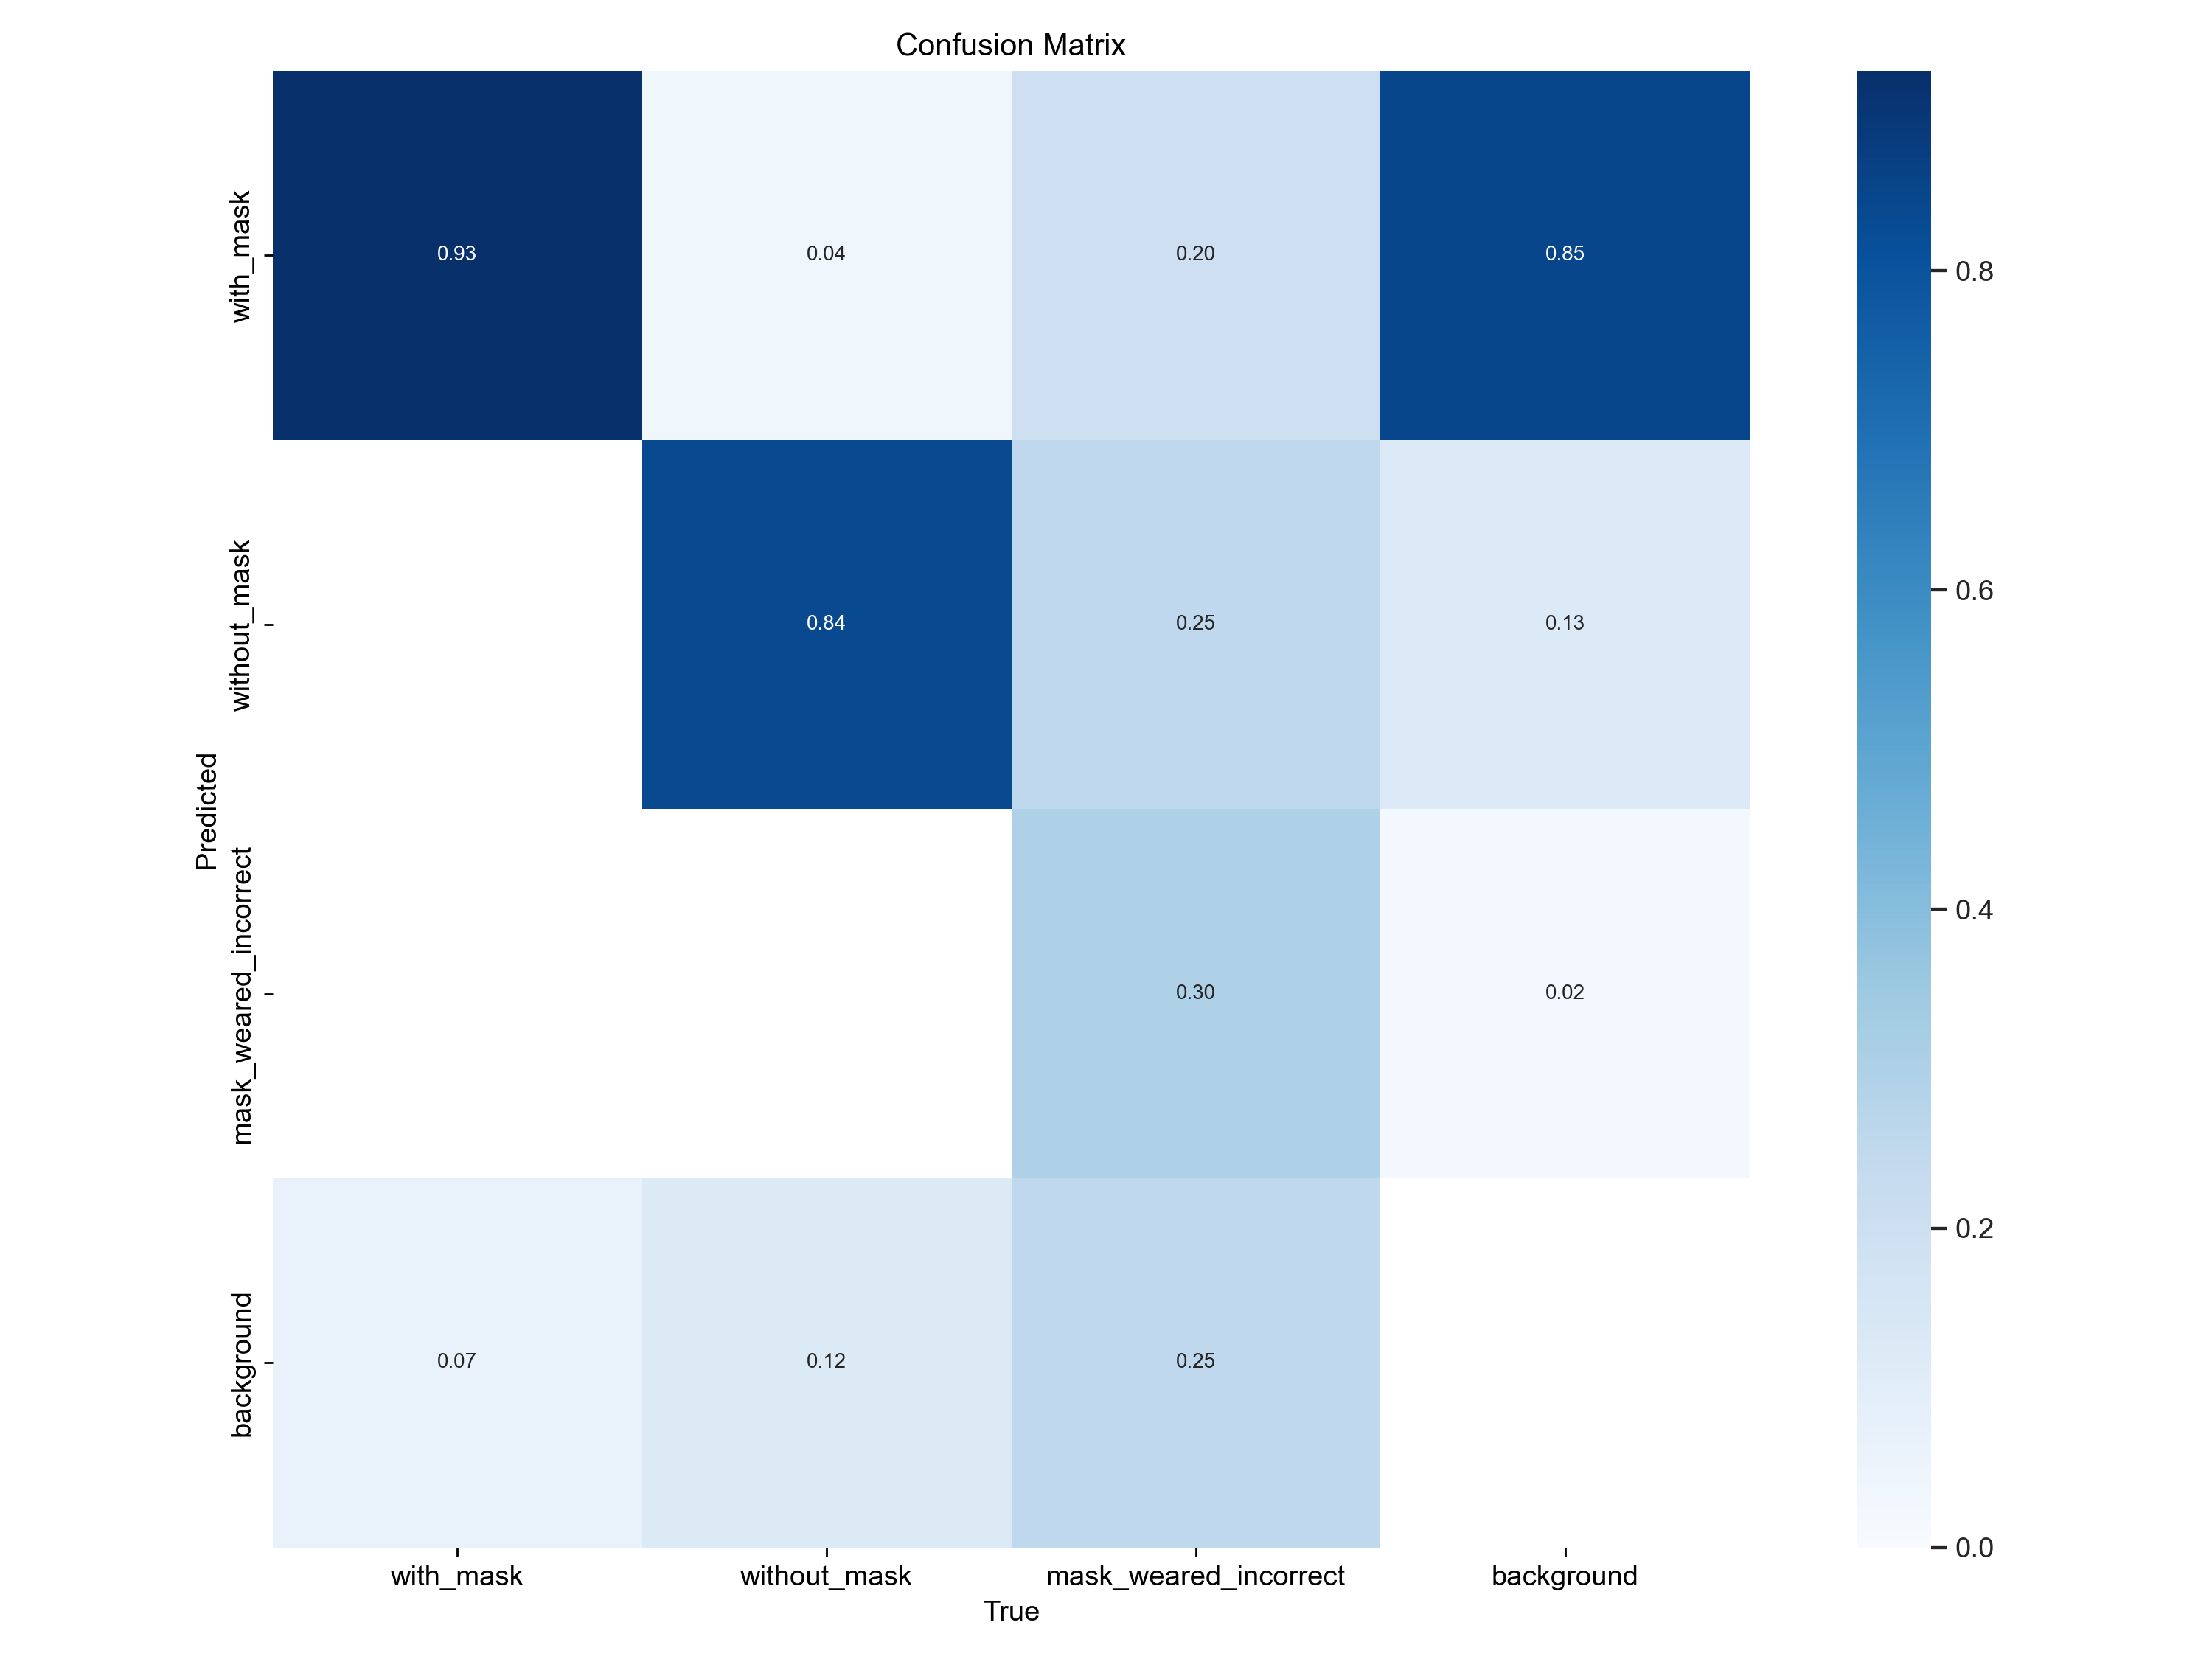 Confusion Matrix
with_mask
0.93
0.04
0.20
0.85
without_mask
0.84
0.25
0.13
mask_weared_incorrect
0.30
0.02
background
0.07
0.12
0.25
Predicted
with_mask
without_mask
mask_weared_incorrect
background
True
0.8
0.6
0.4
0.2
0.0